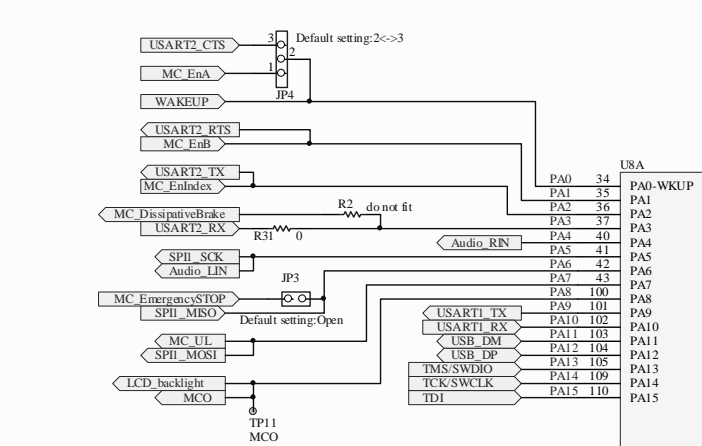 USART2_CTS 3 Default setting:2<->3
2
MC_EnA 1
JP4
WAKEUP
USART2_RTS
MC_EnB
USART2_TX
MC_EnIndex
MC_DissipativeBrake R2 do not fit
USART2_RX R31 0
Audio_RIN
SPI1_SCK
Audio_LIN
JP3
MC_EmergencySTOP
SPI1_MISO Default setting:Open
MC_UL
SPI1_MOSI
LCD_backlight
MCO
TP11
MCO
USART1_TX
USART1_RX
USB_DM
USB_DP
TMS/SWDIO
TCK/SWCLK
TDI
U8A
PA0 34 PA0-WKUP
PA1 35 PA1
PA2 36 PA2
PA3 37 PA3
PA4 40 PA4
PA5 41 PA5
PA6 42 PA6
PA7 43 PA7
PA8 100 PA8
PA9 101 PA9
PA10 102 PA10
PA11 103 PA11
PA12 104 PA12
PA13 105 PA13
PA14 109 PA14
PA15 110 PA15